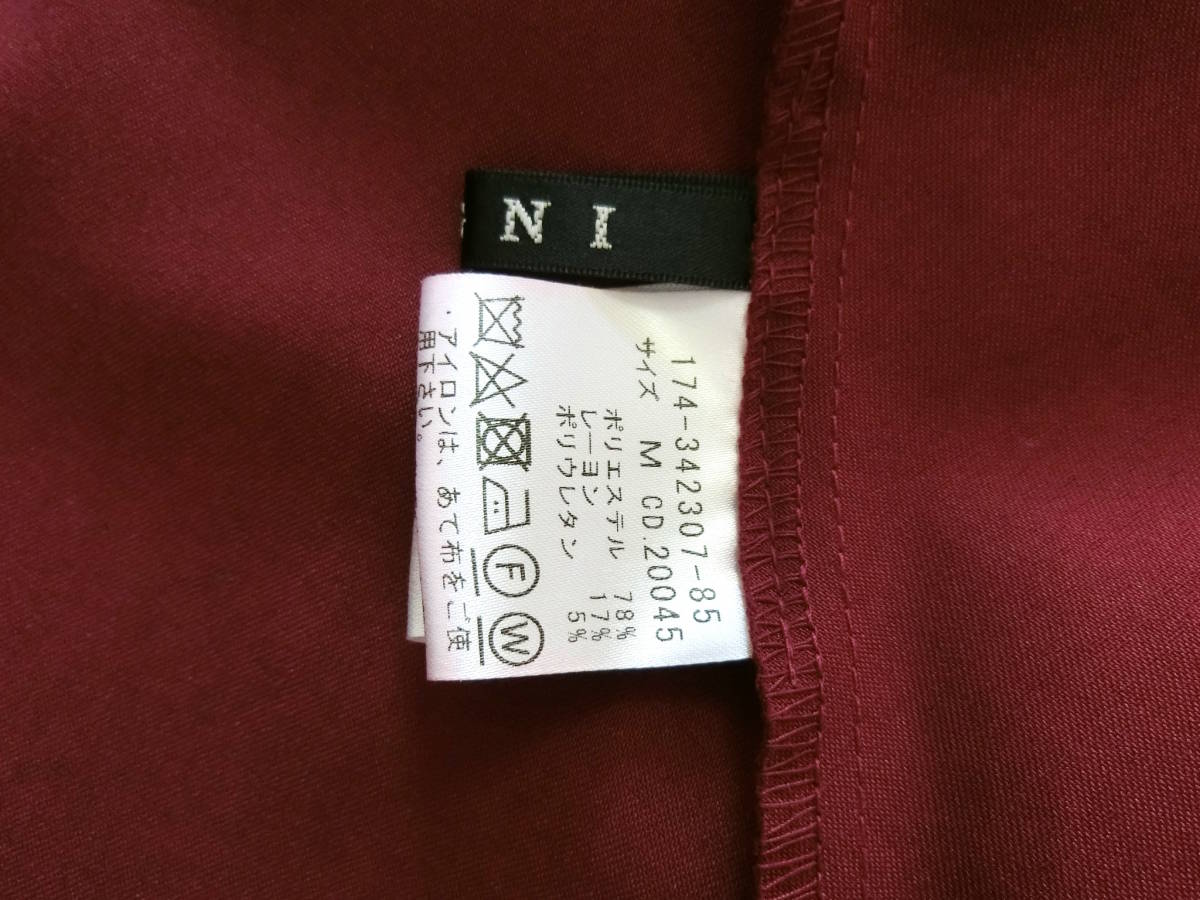 N I
174-342307-85
サイズ M CD.20045
ポリエステル 78%
レーヨン 17%
ポリウレタン 5%
F W
・アイロンは、あて布をご使
用下さい。